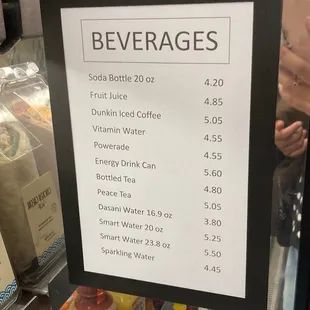 BEVERAGES
Soda Bottle 20 oz 4.20
Fruit Juice 4.85
Dunkin Iced Coffee 5.05
Vitamin Water 4.55
Powerade 4.55
Energy Drink Can 5.60
Bottled Tea 4.80
Peace Tea 5.05
Dasani Water 16.9 oz 3.80
Smart Water 20 oz 5.25
Smart Water 23.8 oz 5.50
Sparkling Water 4.45